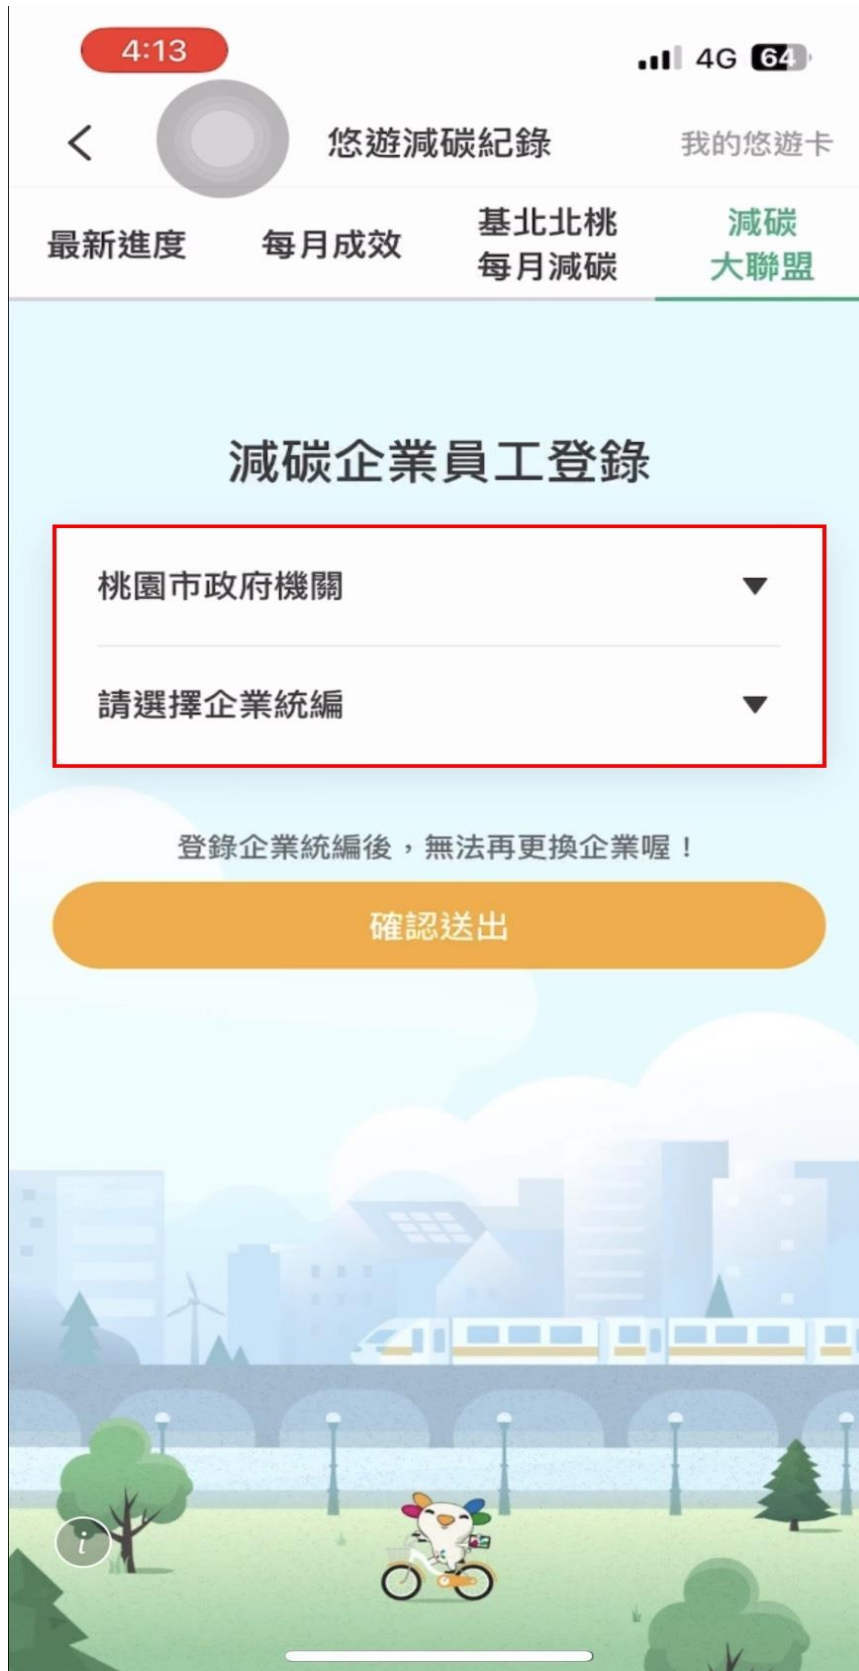 4:13
4G 64
悠遊減碳紀錄
我的悠遊卡
最新進度
每月成效
基北北桃
每月減碳
減碳
大聯盟
減碳企業員工登錄
桃園市政府機關
請選擇企業統編
登錄企業統編後，無法再更換企業喔！
確認送出
i